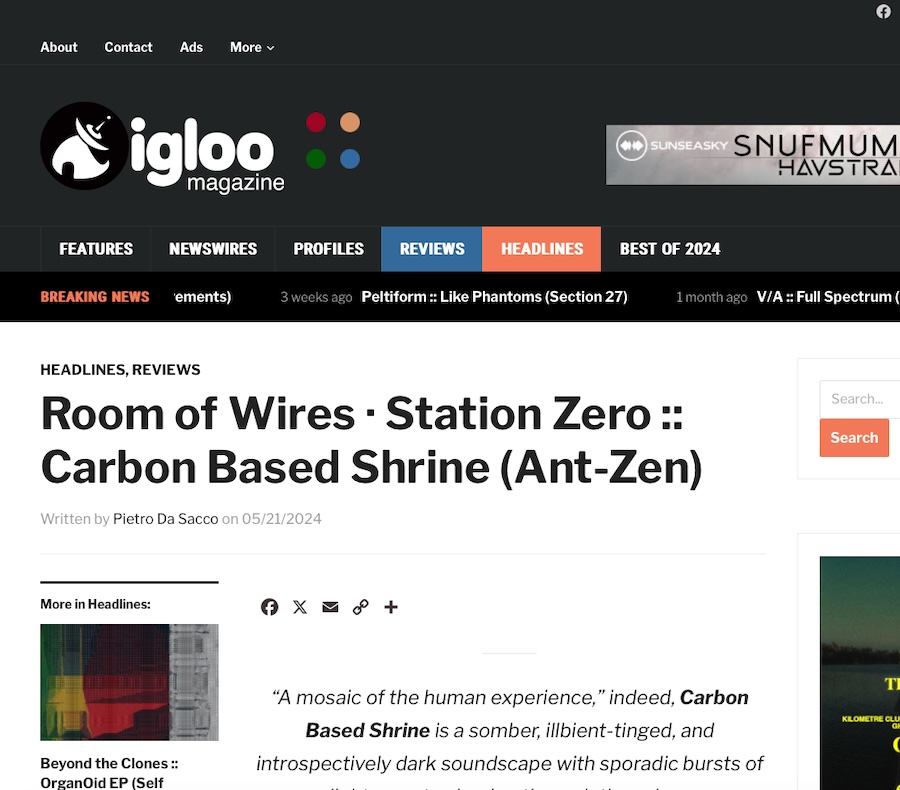 About Contact Ads More
igloo
magazine
SUNSEASKY SNUFMUM
HAVSTRA
FEATURES NEWSWIRES PROFILES REVIEWS HEADLINES BEST OF 2024
BREAKING NEWS ements) 3 weeks ago Peltiform :: Like Phantoms (Section 27) 1 month ago V/A :: Full Spectrum (
HEADLINES, REVIEWS
Room of Wires · Station Zero ::
Carbon Based Shrine (Ant-Zen)
Written by Pietro Da Sacco on 05/21/2024
Search...
Search
More in Headlines:
Beyond the Clones ::
OrganOid EP (Self
“A mosaic of the human experience,” indeed, Carbon
Based Shrine is a somber, illbient-tinged, and
introspectively dark soundscape with sporadic bursts of
KILOMETRE CLU